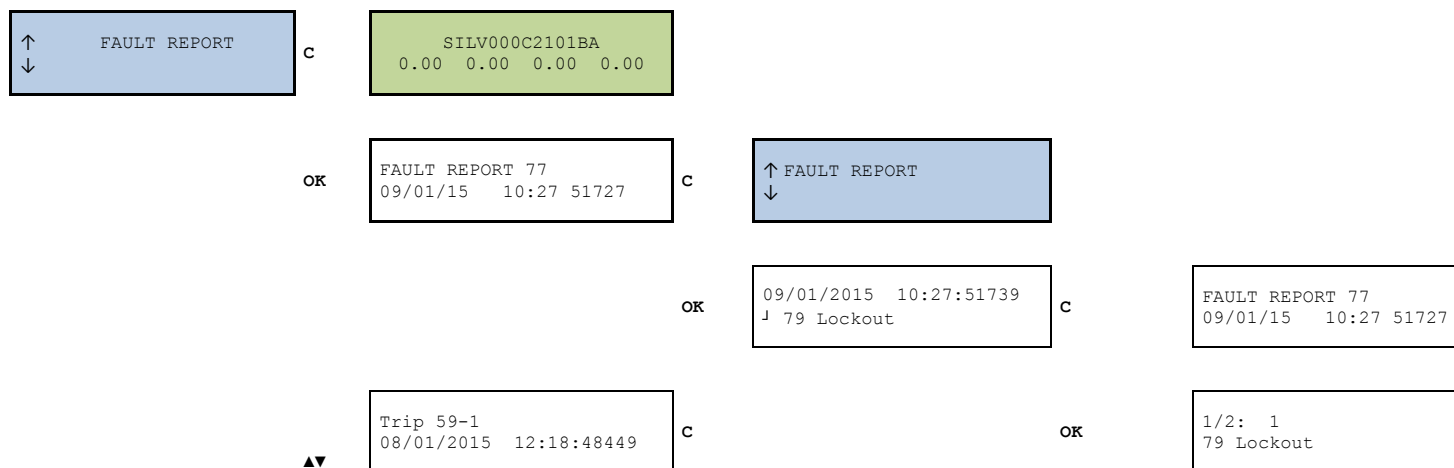 ↑ FAULT REPORT
↓
C
SILV000C2101BA
0.00 0.00 0.00 0.00
OK
FAULT REPORT 77
09/01/15 10:27 51727
C
↑ FAULT REPORT
↓
OK
09/01/2015 10:27:51739
┘ 79 Lockout
C
FAULT REPORT 77
09/01/15 10:27 51727
▲▼
Trip 59-1
08/01/2015 12:18:48449
C
OK
1/2: 1
79 Lockout